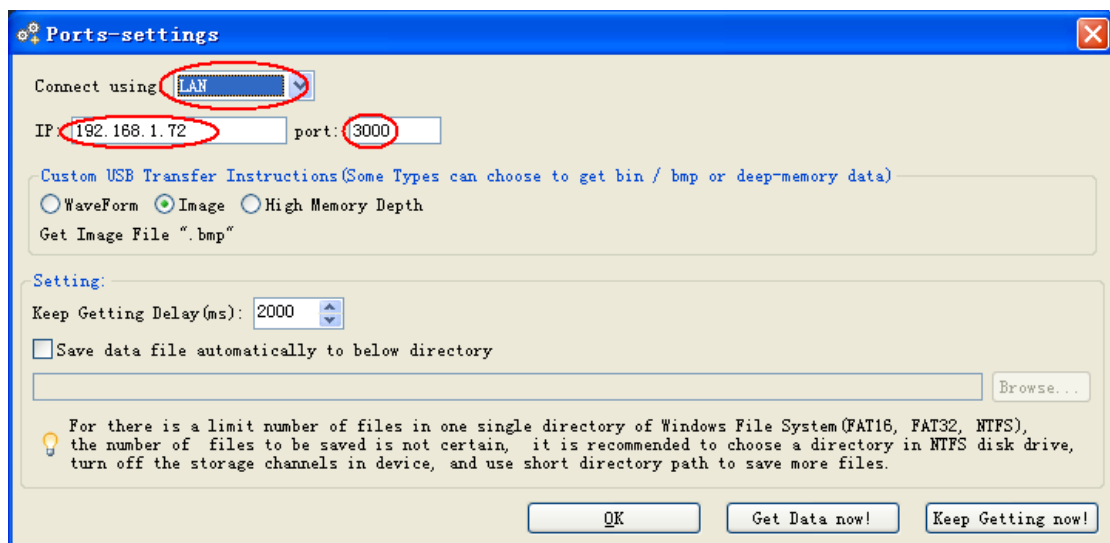 Ports-settings
Connect using: LAN
IP: 192.168.1.72 port: 3000
Custom USB Transfer Instructions(Some Types can choose to get bin / bmp or deep-memory data)
WaveForm Image High Memory Depth
Get Image File ".bmp"
Setting:
Keep Getting Delay(ms): 2000
Save data file automatically to below directory
Browse...
For there is a limit number of files in one single directory of Windows File System(FAT16, FAT32, NTFS),
the number of files to be saved is not certain, it is recommended to choose a directory in NTFS disk drive,
turn off the storage channels in device, and use short directory path to save more files.
OK Get Data now! Keep Getting now!